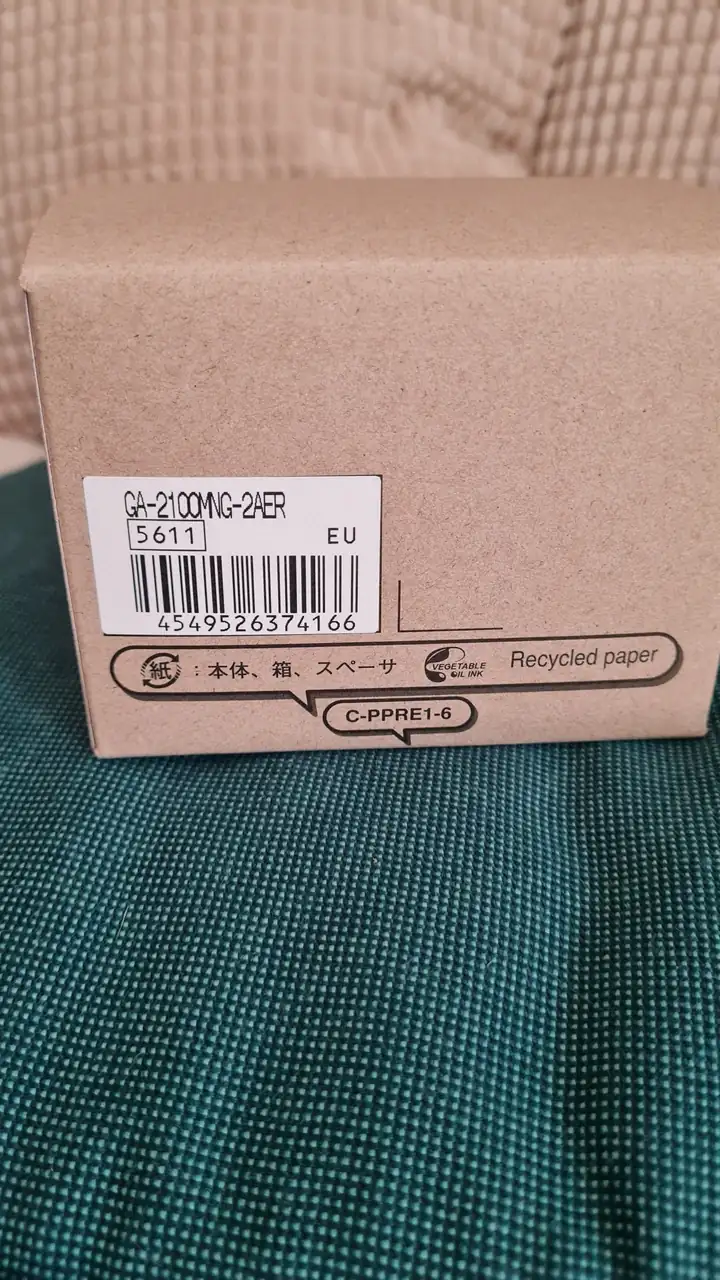 GA-2100MNG-2AER
5611
EU
4549526374166
紙 : 本体、箱、スペーサ
VEGETABLE
OIL INK
Recycled paper
C-PPRE1-6